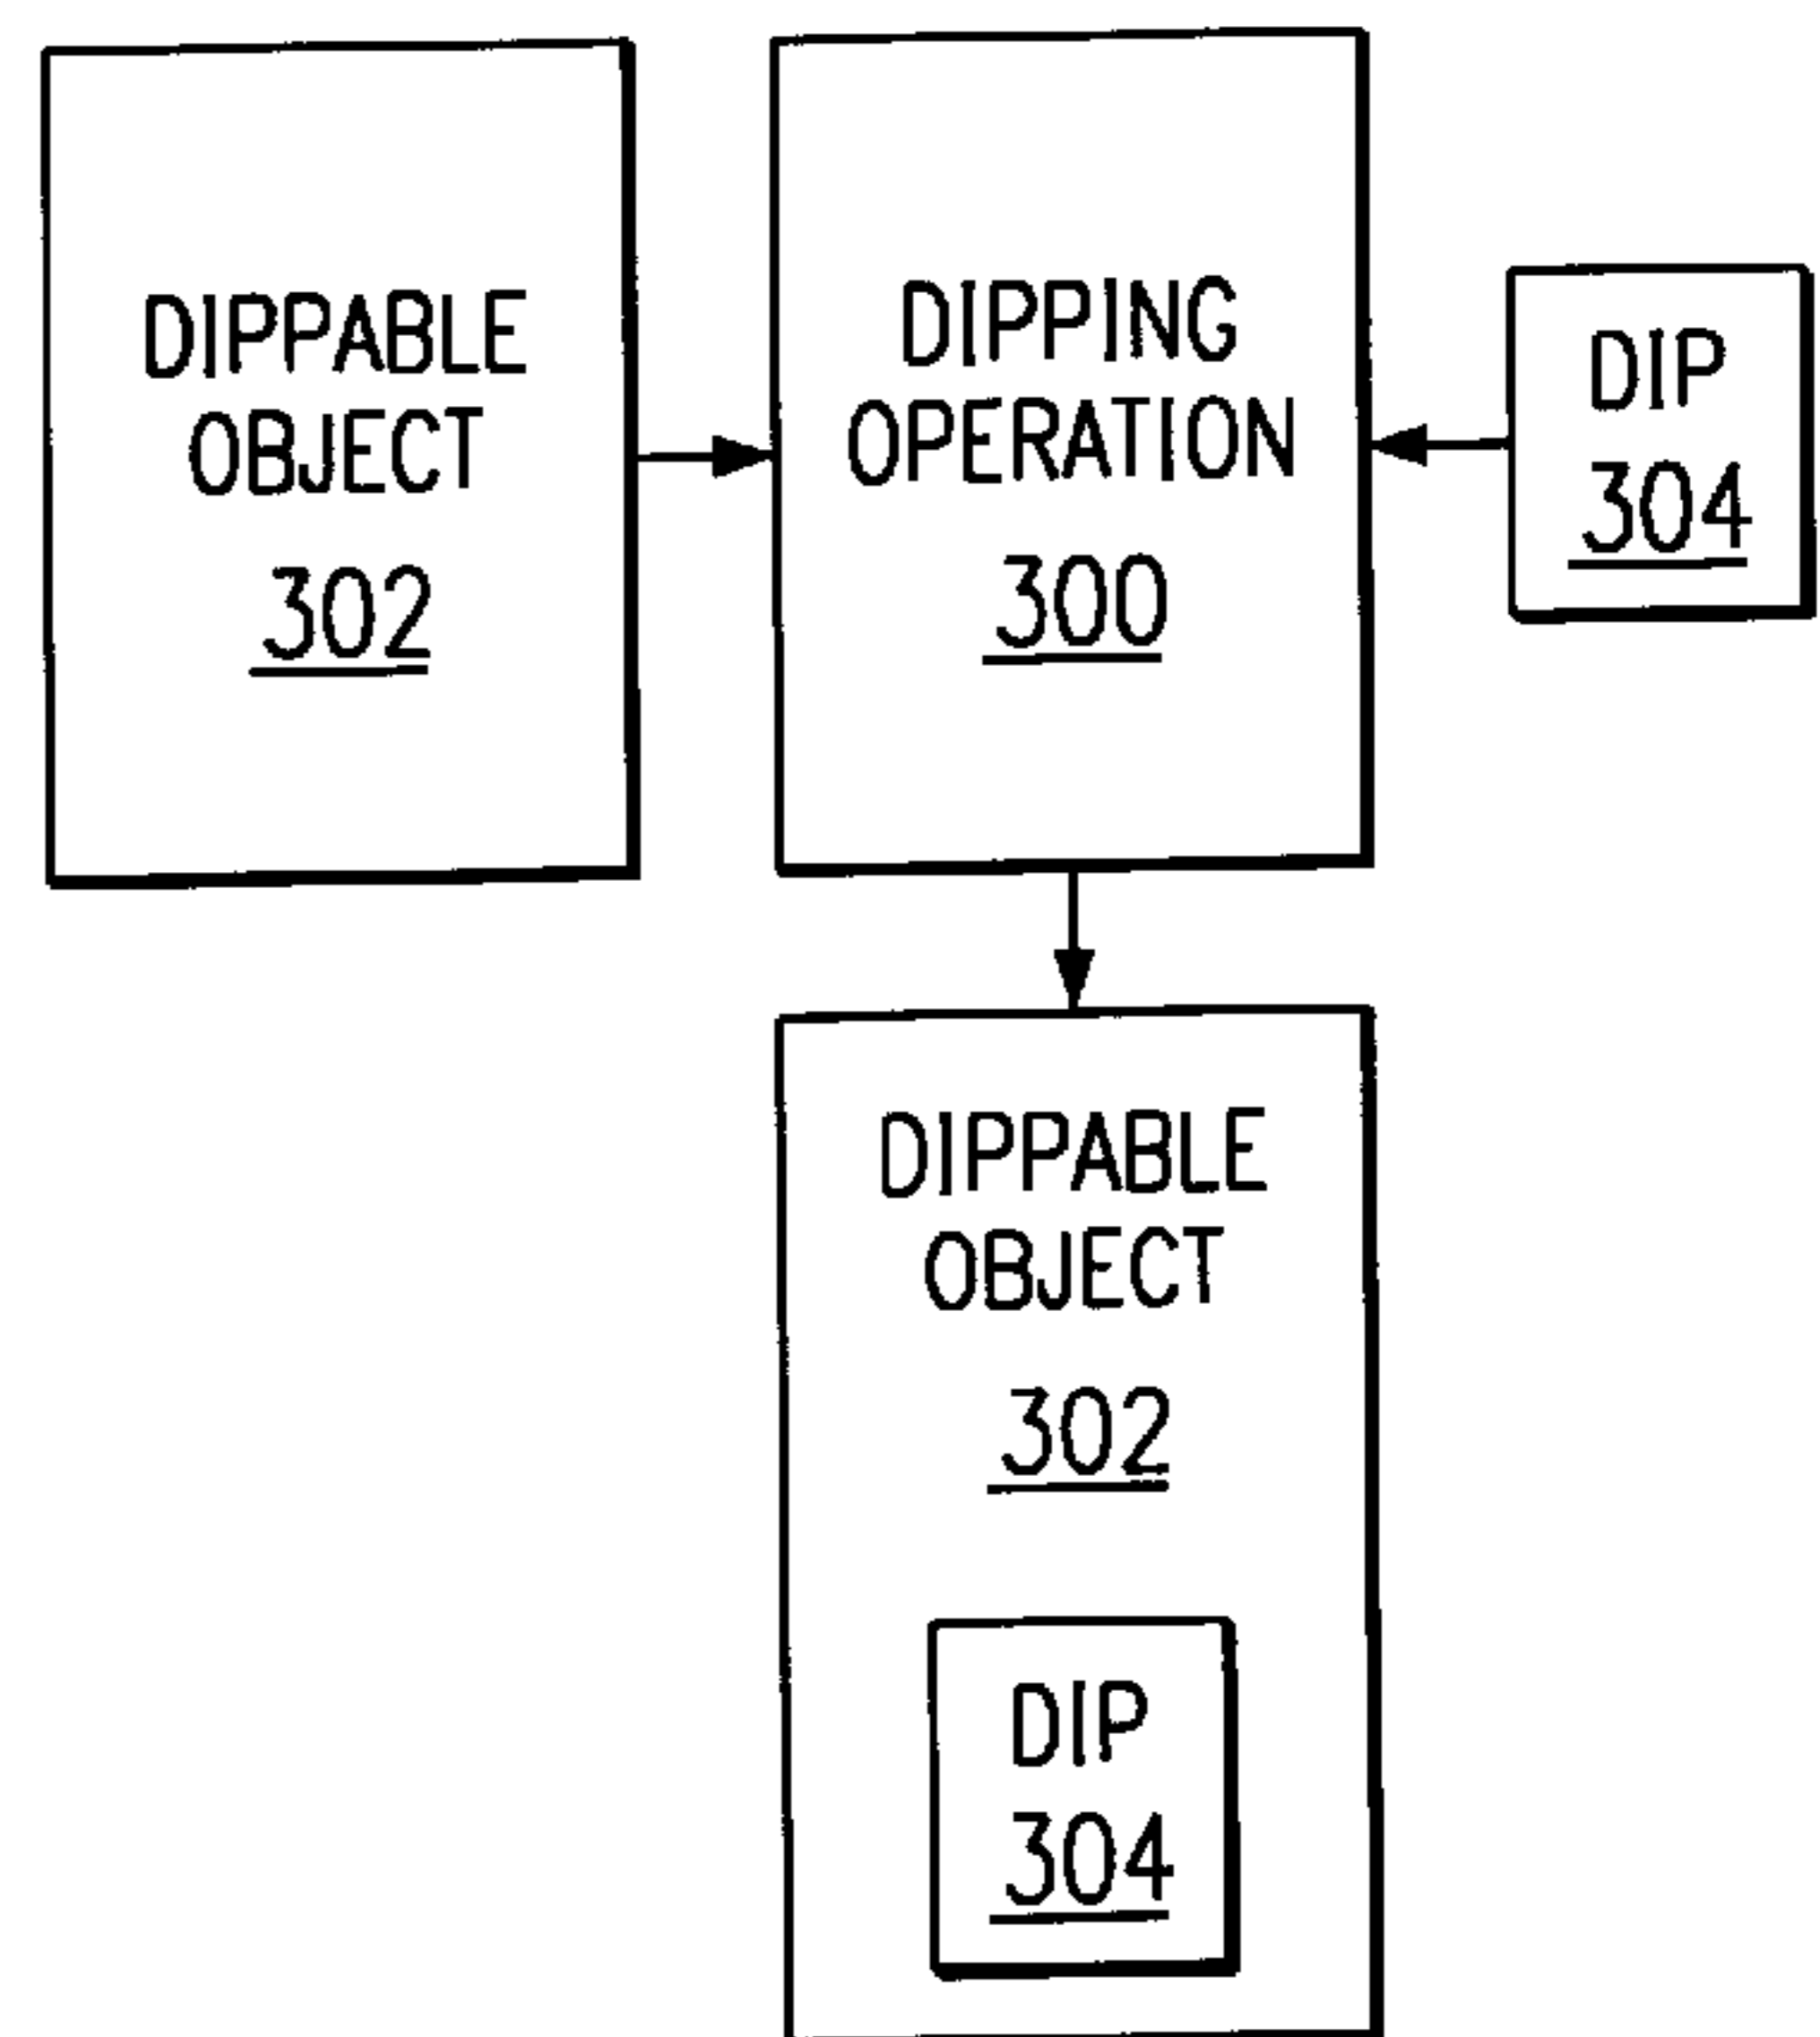 DIPPABLE
OBJECT
302
DIPPING
OPERATION
300
DIP
304
DIPPABLE
OBJECT
302
DIP
304